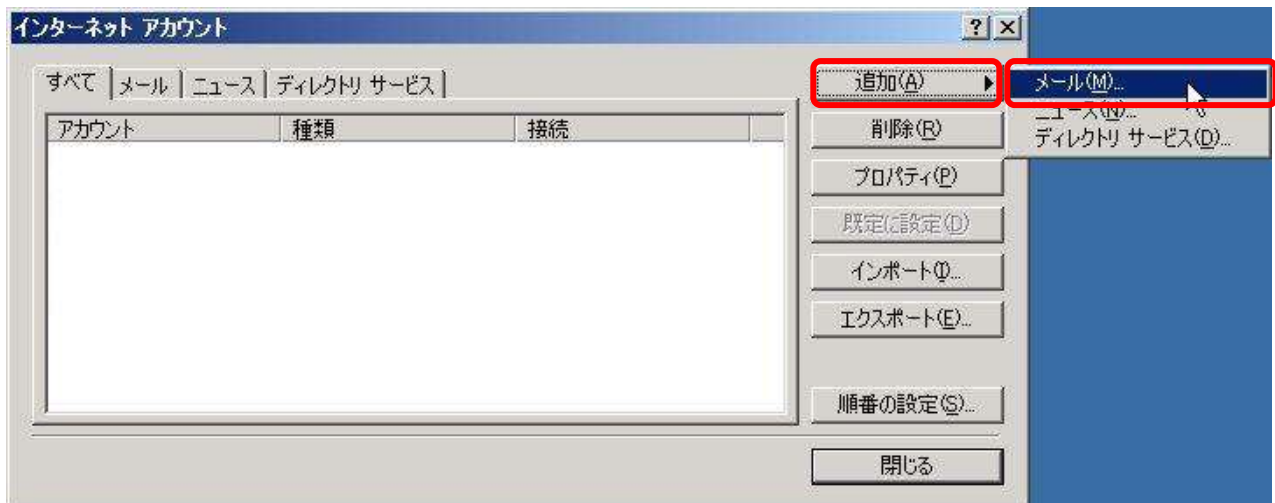 インターネット アカウント
すべて メール ニュース ディレクトリ サービス
アカウント 種類 接続
追加(A)
メール(M)...
ニュース(N)...
ディレクトリ サービス(D)...
削除(R)
プロパティ(P)
既定に設定(D)
インポート(I)...
エクスポート(E)...
順番の設定(S)...
閉じる